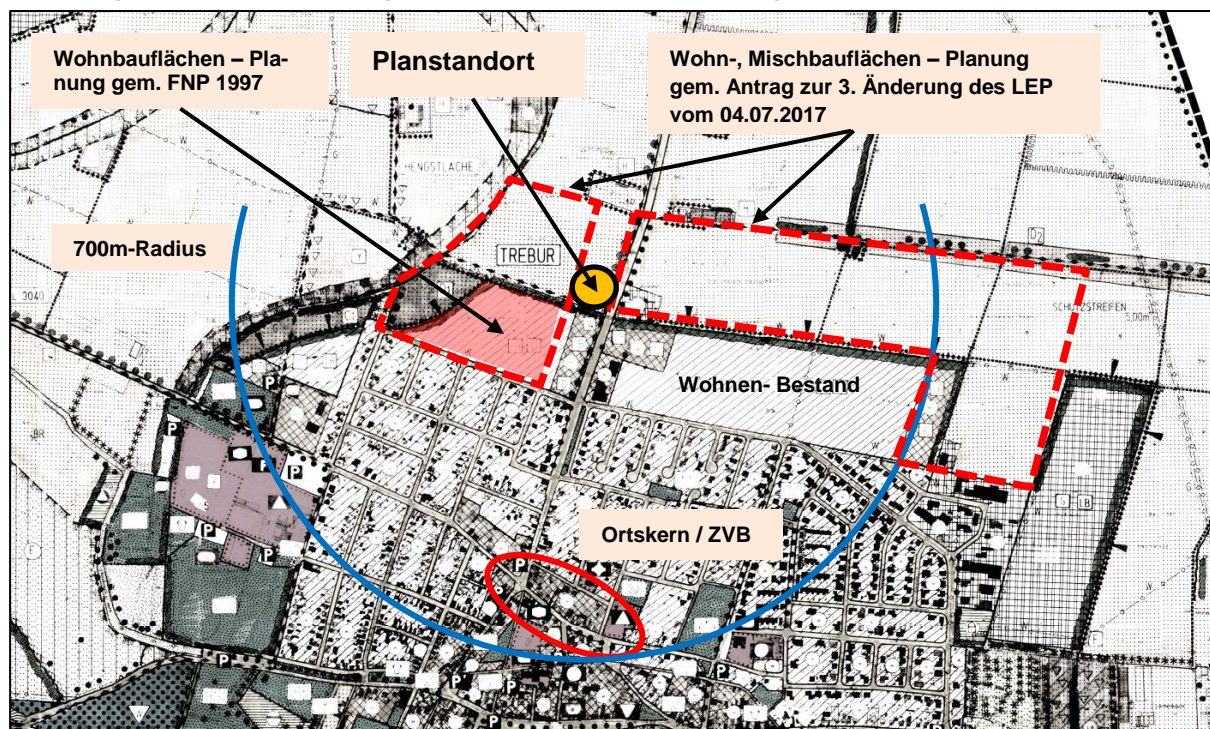 Wohnbauflächen – Pla-
nung gem. FNP 1997
Planstandort
Wohn-, Mischbauflächen – Planung
gem. Antrag zur 3. Änderung des LEP
vom 04.07.2017
HENGSTLACHE
700m-Radius
TREBUR
L 3040
SCHUTZSTREFEN
5,00m
Wohnen- Bestand
Ortskern / ZVB
P
P
P
P
P
P
P
P
P